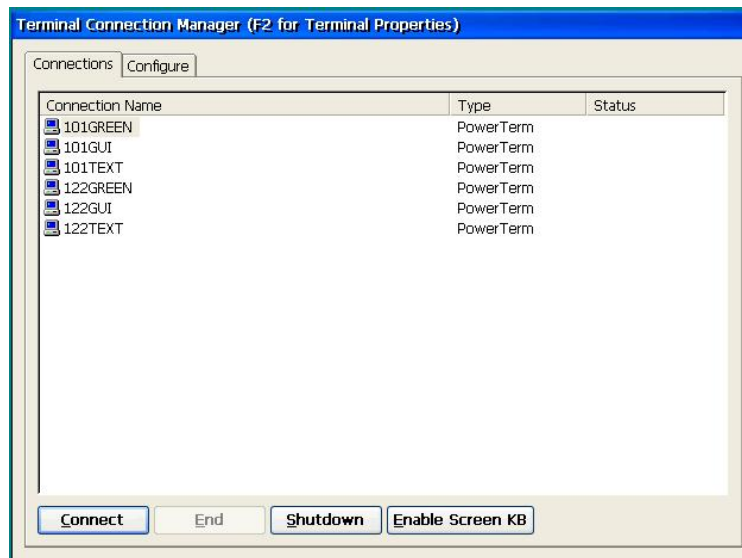 Terminal Connection Manager (F2 for Terminal Properties)
Connections Configure
Connection Name Type Status
101GREEN PowerTerm
101GUI PowerTerm
101TEXT PowerTerm
122GREEN PowerTerm
122GUI PowerTerm
122TEXT PowerTerm
Connect End Shutdown Enable Screen KB